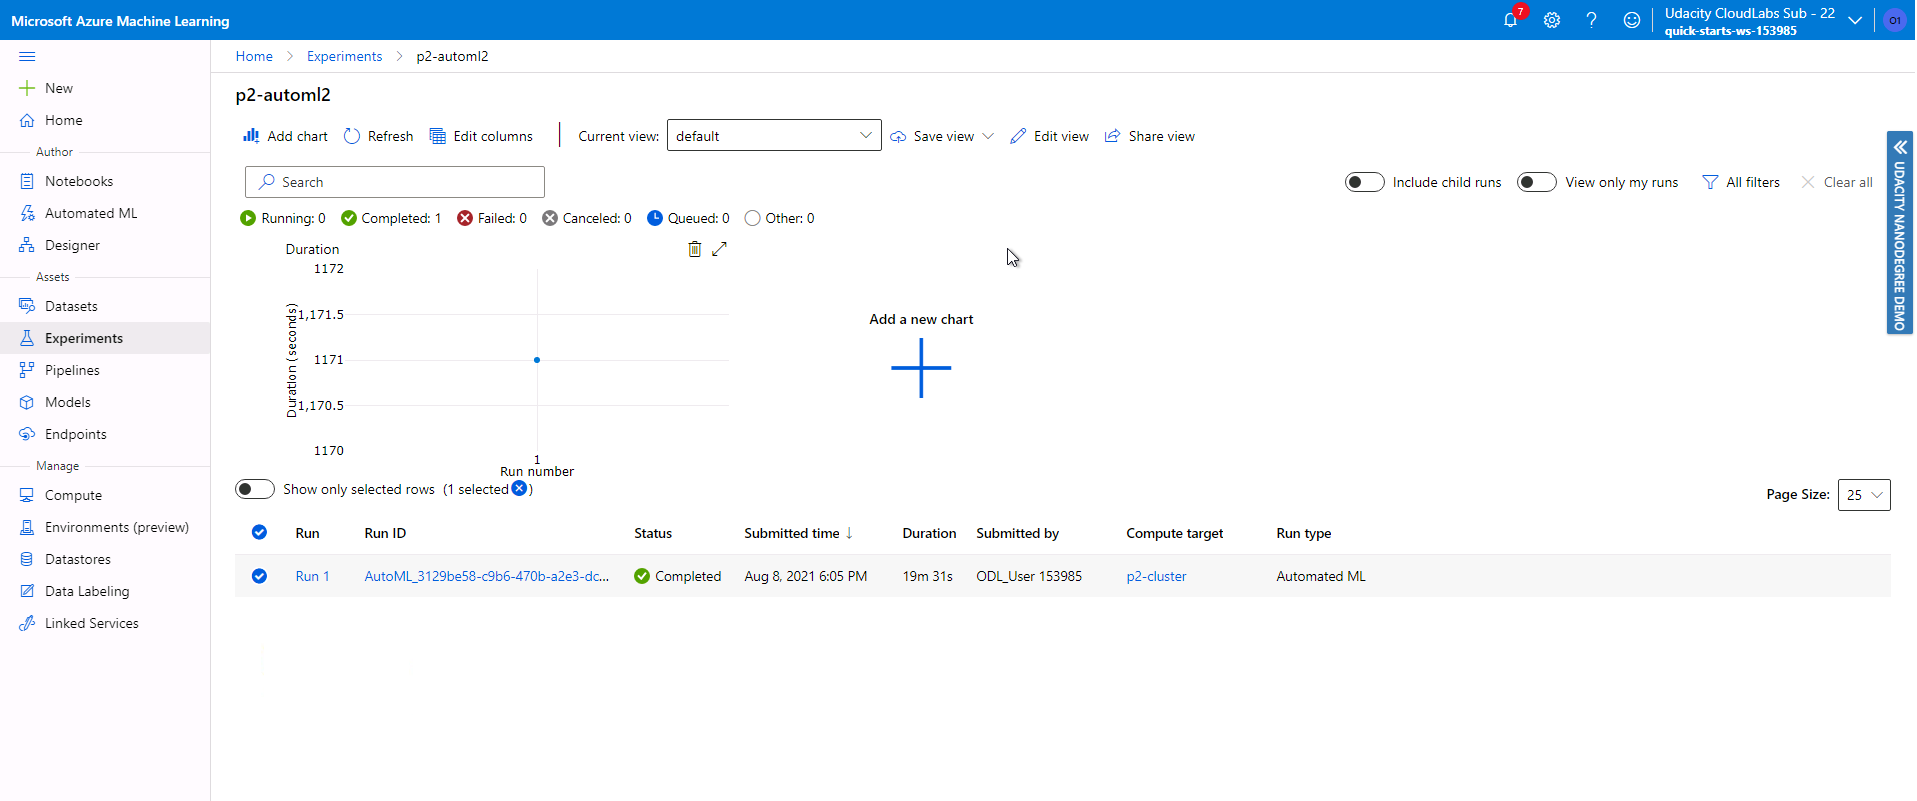 Microsoft Azure Machine Learning
7
Udacity CloudLabs Sub - 22
quick-starts-ws-153985
O1
Home > Experiments > p2-automl2
New
Home
Author
Notebooks
Automated ML
Designer
Assets
Datasets
Experiments
Pipelines
Models
Endpoints
Manage
Compute
Environments (preview)
Datastores
Data Labeling
Linked Services
p2-automl2
Add chart Refresh Edit columns Current view: default Save view Edit view Share view
Search
Include child runs View only my runs All filters Clear all
Running: 0 Completed: 1 Failed: 0 Canceled: 0 Queued: 0 Other: 0
Duration
Duration (seconds)
1172
1,171.5
1171
1,170.5
1170
1
Run number
Add a new chart
UDACITY NANODEGREE DEMO
Show only selected rows (1 selected )
Page Size: 25
Run Run ID Status Submitted time ↓ Duration Submitted by Compute target Run type
Run 1 AutoML_3129be58-c9b6-470b-a2e3-dc... Completed Aug 8, 2021 6:05 PM 19m 31s ODL_User 153985 p2-cluster Automated ML